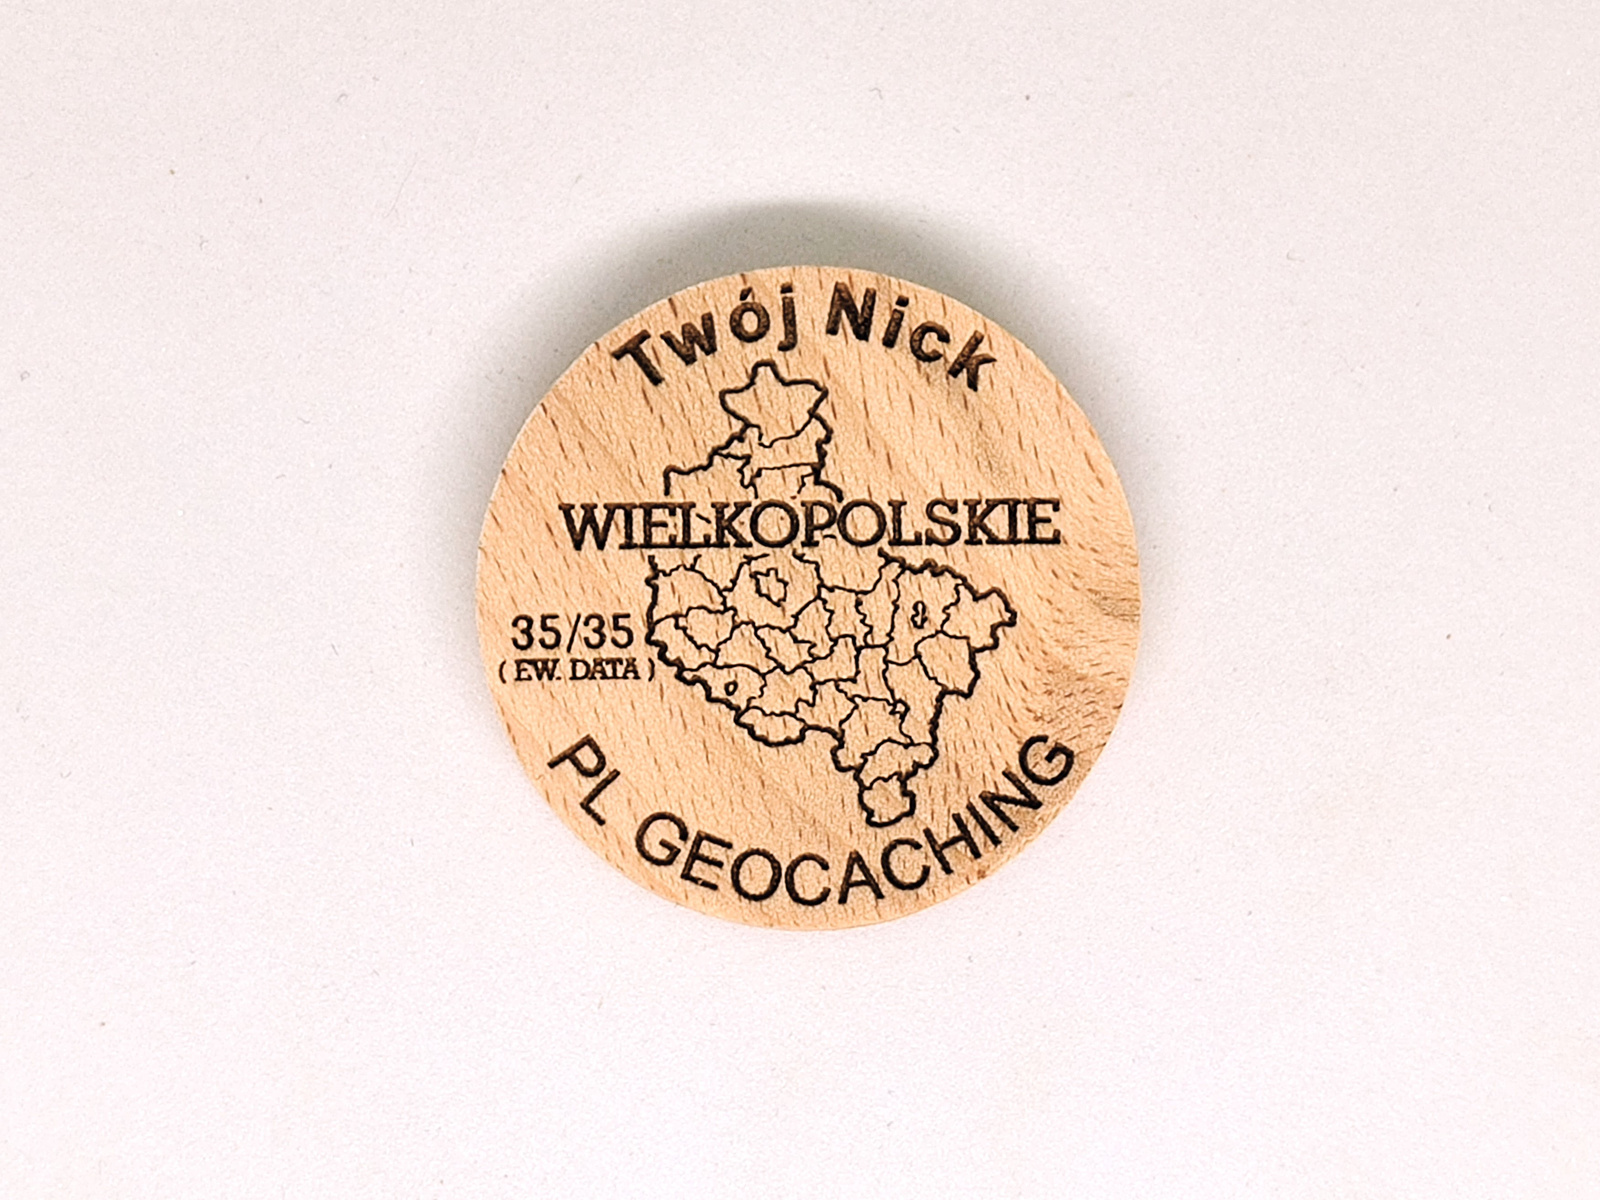 Twój Nick
WIELKOPOLSKIE
35/35
( EW. DATA )
PL GEOCACHING